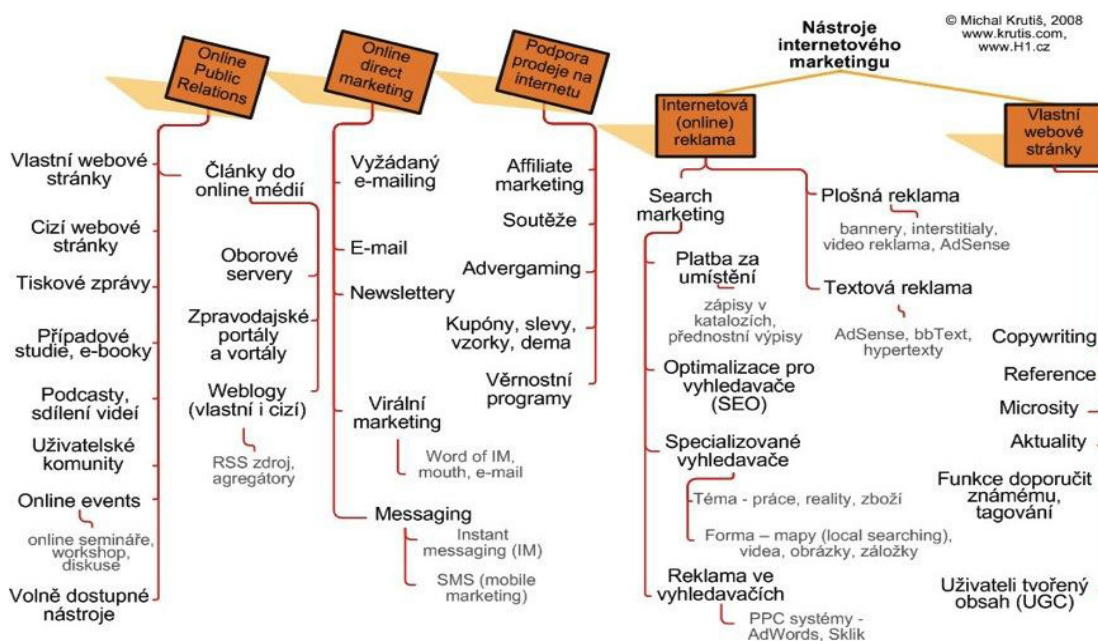 Nástroje
internetového
marketingu
© Michal Krutiš, 2008
www.krutis.com,
www.H1.cz
Online
Public
Relations
Vlastní webové
stránky
Cizí webové
stránky
Tiskové zprávy
Případové
studie, e-booky
Podcasty,
sdílení videí
Uživatelské
komunity
Online events
online semináře,
workshop,
diskuse
Volně dostupné
nástroje
Články do
online médií
Oborové
servery
Zpravodajské
portály
a vortály
Weblogy
(vlastní i cizí)
RSS zdroj,
agregátory
Online
direct
marketing
Vyžádaný
e-mailing
E-mail
Newslettery
Virální
marketing
Word of IM,
mouth, e-mail
Messaging
Instant
messaging (IM)
SMS (mobile
marketing)
Podpora
prodeje na
internetu
Affiliate
marketing
Soutěže
Advergaming
Kupóny, slevy,
vzorky, dema
Věrnostní
programy
Internetová
(online)
reklama
Search
marketing
Platba za
umístění
zápisy v
katalozích,
přednostní výpisy
Optimalizace pro
vyhledavače
(SEO)
Specializované
vyhledavače
Téma - práce, reality, zboží
Forma – mapy (local searching),
videa, obrázky, záložky
Reklama ve
vyhledavačích
PPC systémy -
AdWords, Sklik
Plošná reklama
bannery, interstitialy,
video reklama, AdSense
Textová reklama
AdSense, bbText,
hypertexty
Vlastní
webové
stránky
Copywriting
Reference
Microsity
Aktuality
Funkce doporučit
známému,
tagování
Uživateli tvořený
obsah (UGC)